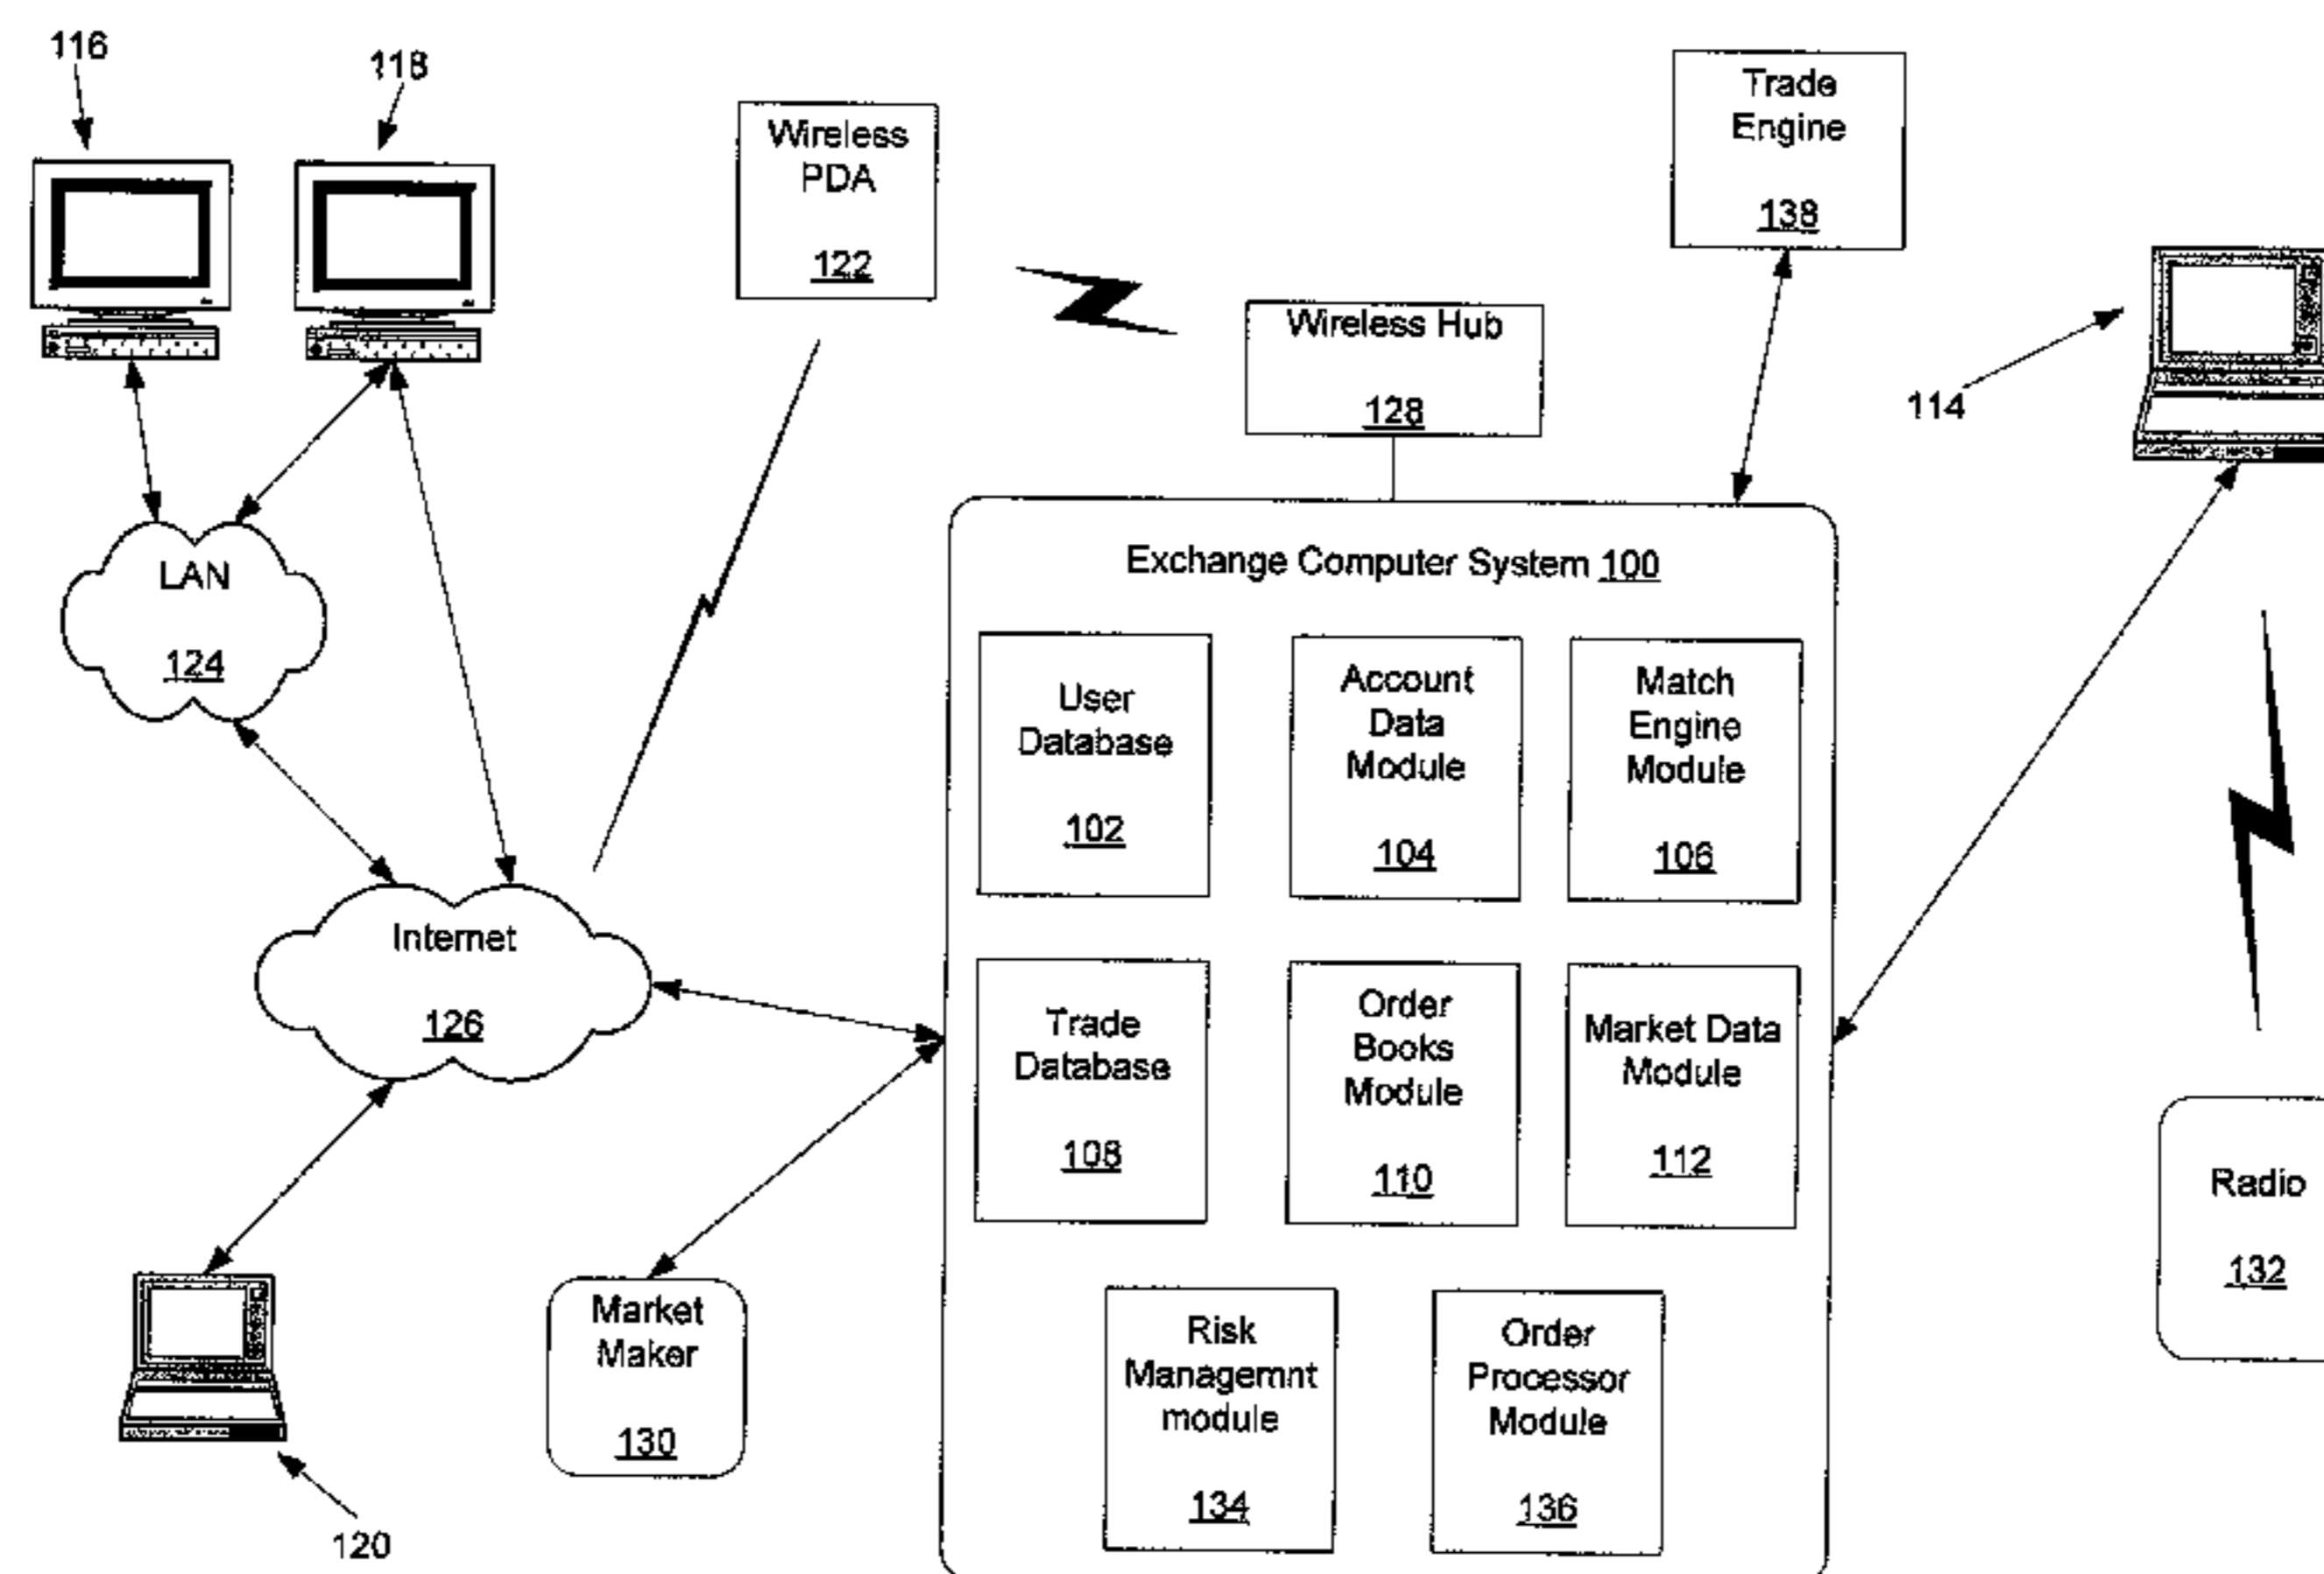 116
118
Wireless
PDA
122
Trade
Engine
138
Wireless Hub
128
114
LAN
124
Exchange Computer System 100
User
Database
102
Account
Data
Module
104
Match
Engine
Module
106
Internet
126
Trade
Database
108
Order
Books
Module
110
Market Data
Module
112
Radio
132
Market
Maker
130
Risk
Managemnt
module
134
Order
Processor
Module
136
120